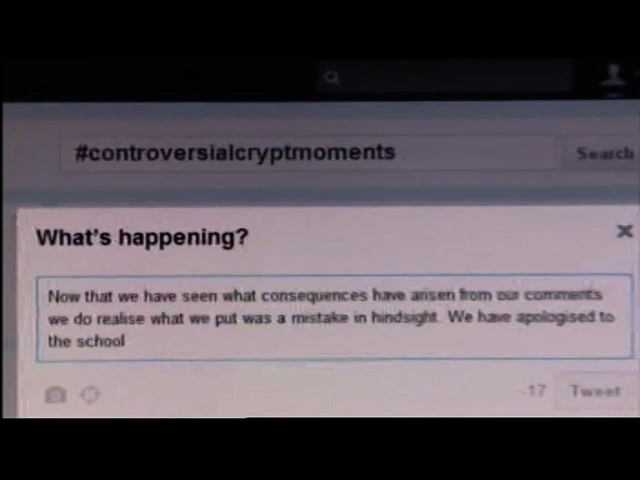 #controversialcryptmoments
Search
What's happening?
Now that we have seen what consequences have arisen from our comments
we do realise what we put was a mistake in hindsight. We have apologised to
the school
-17
Tweet